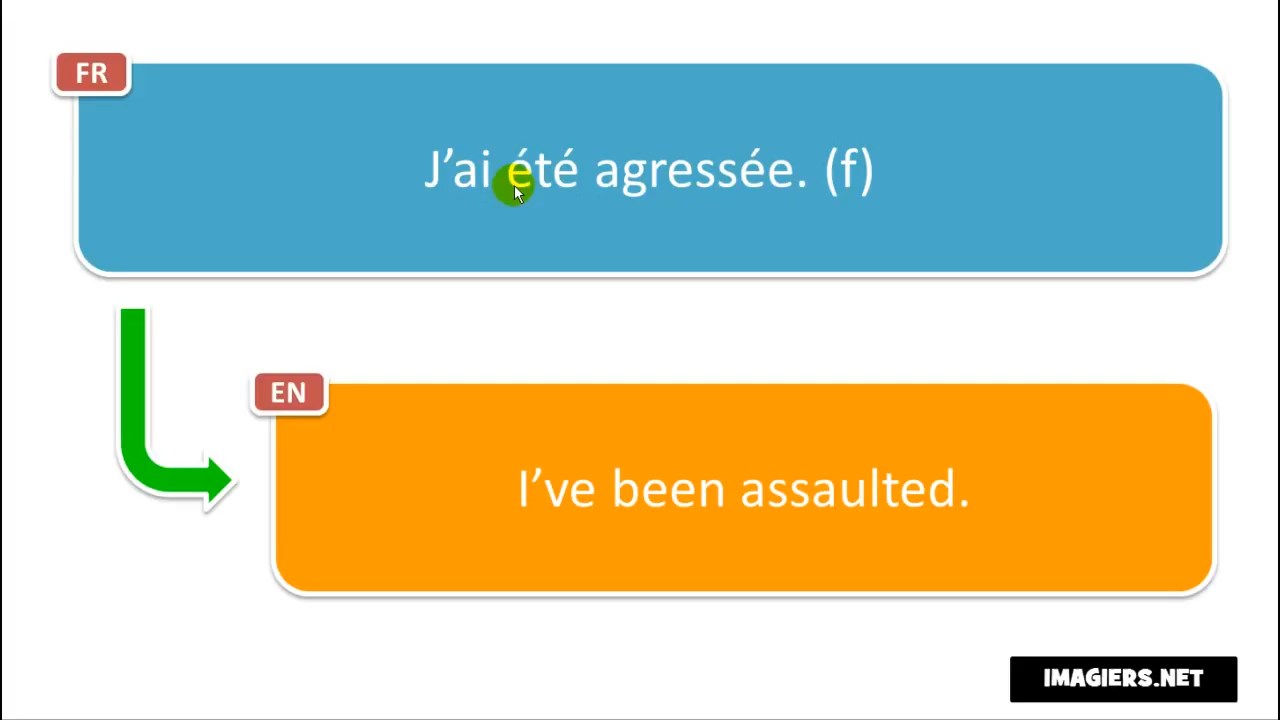 FR
J’ai été agressée. (f)
EN
I’ve been assaulted.
IMAGIERS.NET